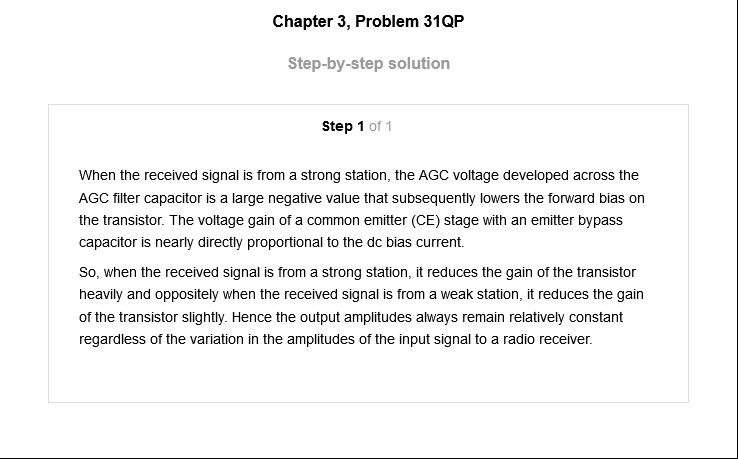 Chapter 3, Problem 31QP
Step-by-step solution
Step 1 of 1
When the received signal is from a strong station, the AGC voltage developed across the
AGC filter capacitor is a large negative value that subsequently lowers the forward bias on
the transistor. The voltage gain of a common emitter (CE) stage with an emitter bypass
capacitor is nearly directly proportional to the dc bias current.
So, when the received signal is from a strong station, it reduces the gain of the transistor
heavily and oppositely when the received signal is from a weak station, it reduces the gain
of the transistor slightly. Hence the output amplitudes always remain relatively constant
regardless of the variation in the amplitudes of the input signal to a radio receiver.